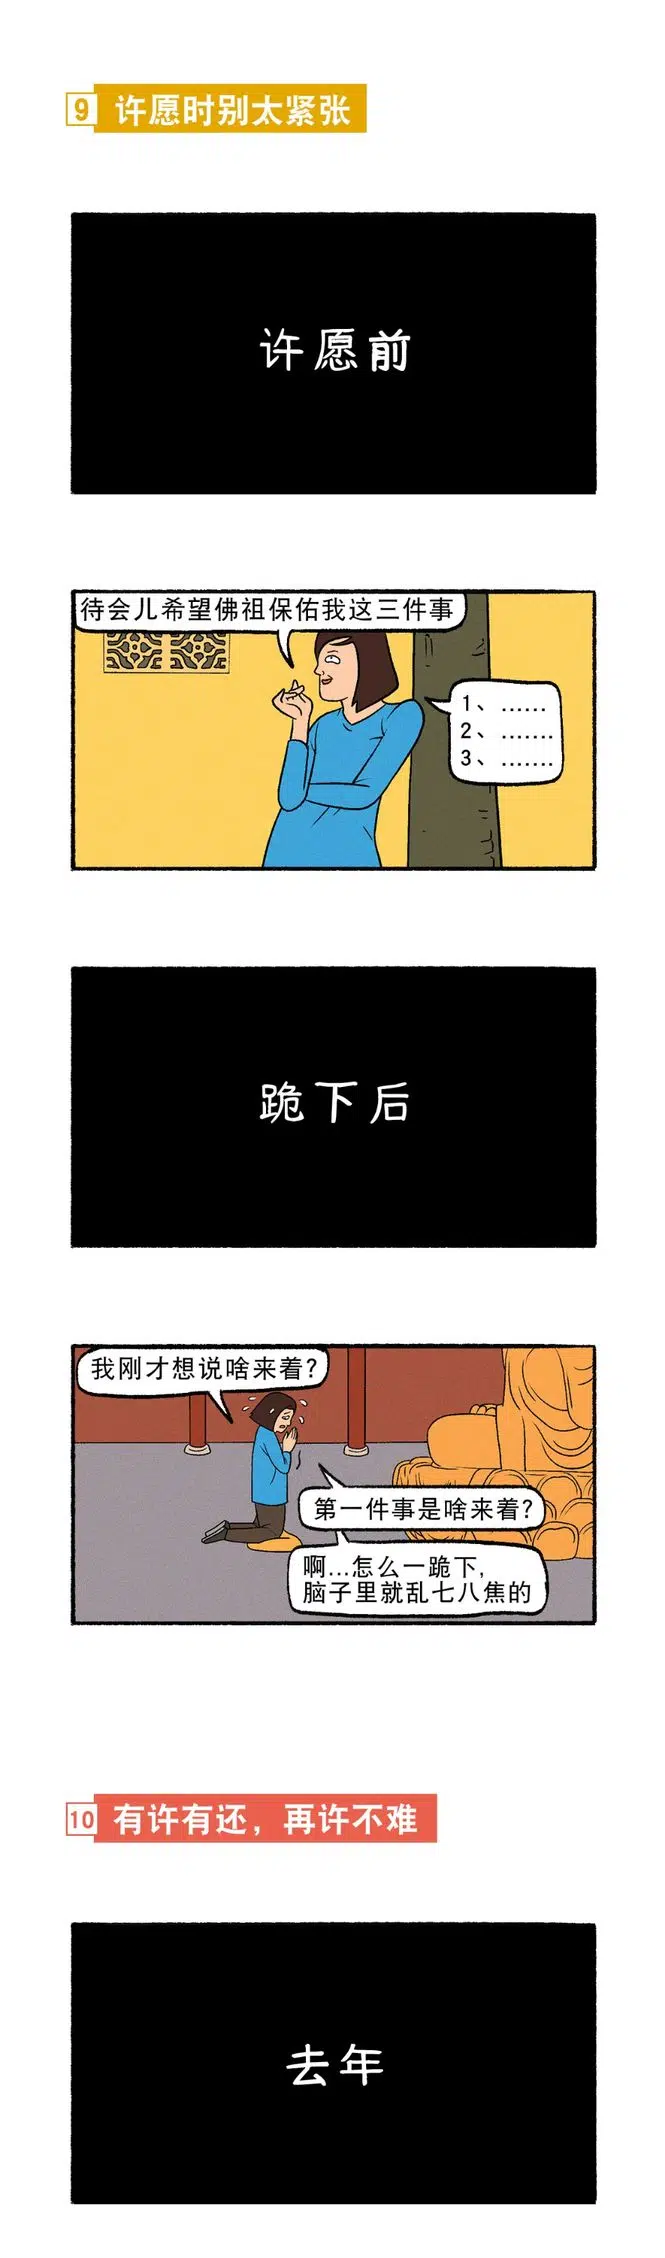 9 许愿时别太紧张
许愿前
待会儿希望佛祖保佑我这三件事
1、……
2、…….
3、…….
跪下后
我刚才想说啥来着?
第一件事是啥来着?
啊...怎么一跪下,
脑子里就乱七八焦的
10 有许有还，再许不难
去年